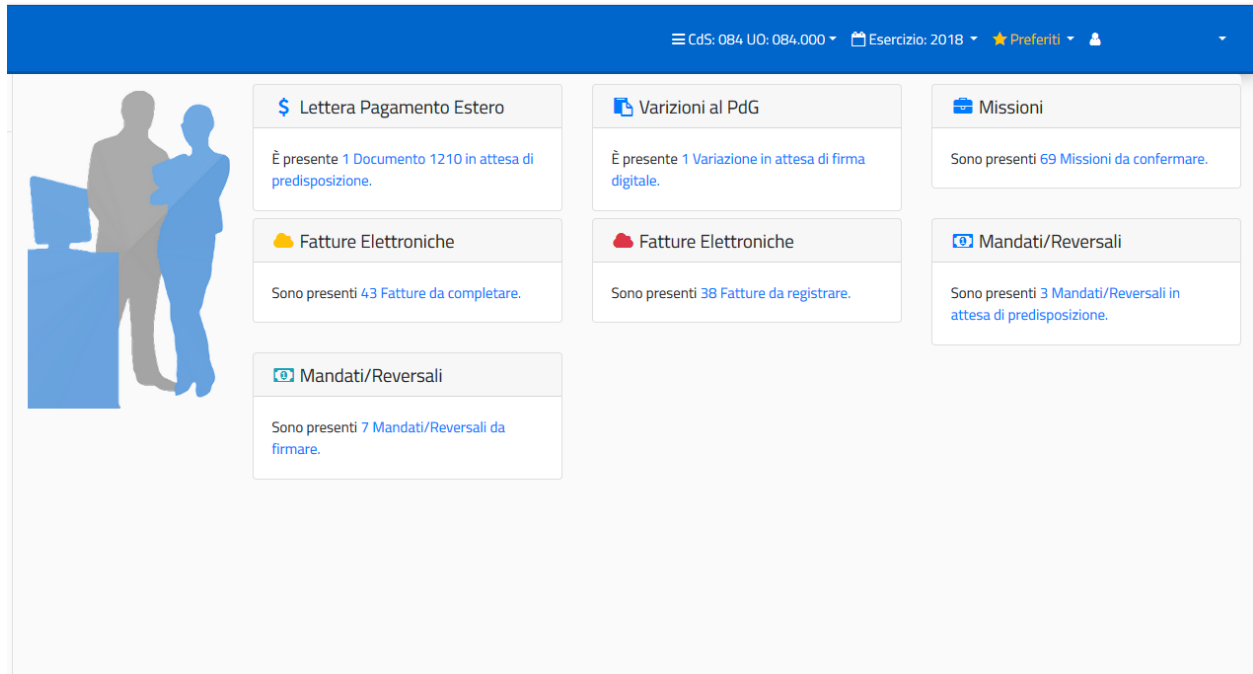 CdS: 084 UO: 084.000 Esercizio: 2018 Preferiti
Lettera Pagamento Estero
È presente 1 Documento 1210 in attesa di
predisposizione.
Varizioni al PdG
È presente 1 Variazione in attesa di firma
digitale.
Missioni
Sono presenti 69 Missioni da confermare.
Fatture Elettroniche
Sono presenti 43 Fatture da completare.
Fatture Elettroniche
Sono presenti 38 Fatture da registrare.
Mandati/Reversali
Sono presenti 3 Mandati/Reversali in
attesa di predisposizione.
Mandati/Reversali
Sono presenti 7 Mandati/Reversali da
firmare.